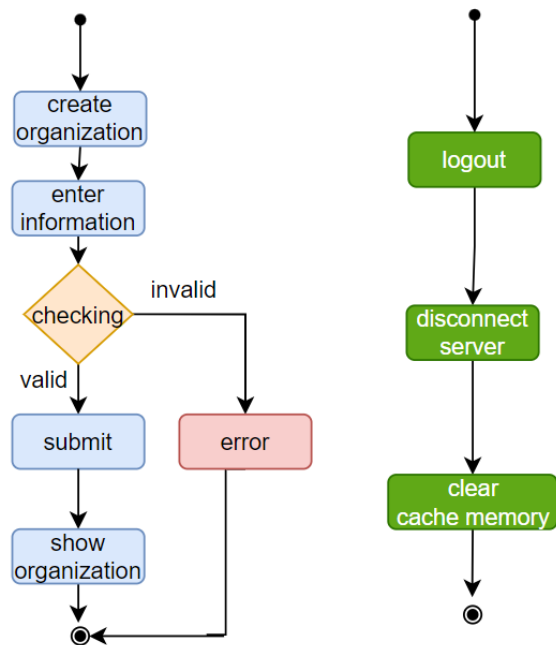 create
organization
enter
information
checking
invalid
valid
submit
error
show
organization
logout
disconnect
server
clear
cache memory